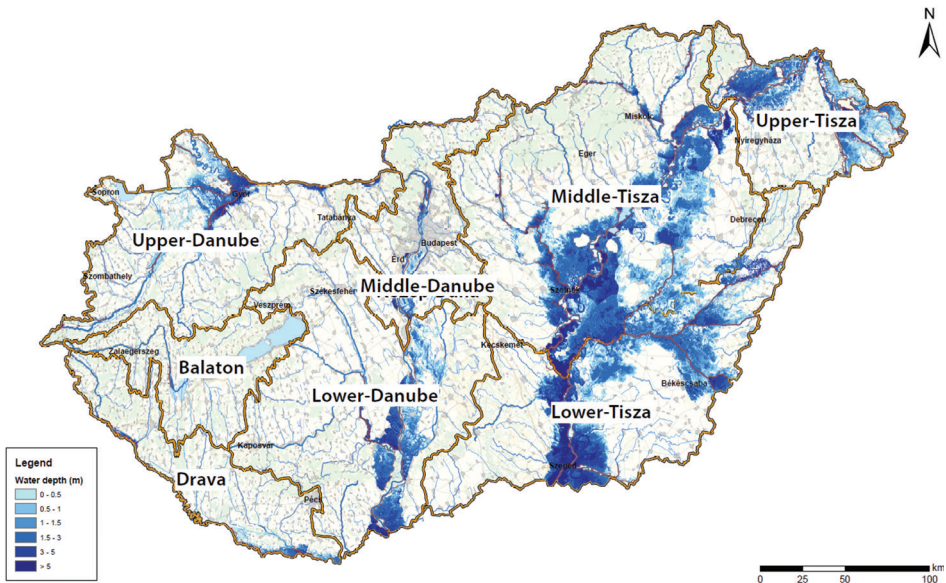 N
Upper-Tisza
Miskolc
Nyíregyháza
Eger
Sopron
Győr
Middle-Tisza
Tatabánya
Debrecen
Budapest
Upper-Danube
Érd
Szombathely
Székesfehér
Middle-Danube
Szolnok
Veszprém
Kecskemét
Zalaegerszeg
Balaton
Békéscsaba
Lower-Danube
Lower-Tisza
Kaposvár
Szeged
Drava
Pécs
Legend
Water depth (m)
0 - 0.5
0.5 - 1
1 - 1.5
1.5 - 3
3 - 5
> 5
km
0 25 50 100